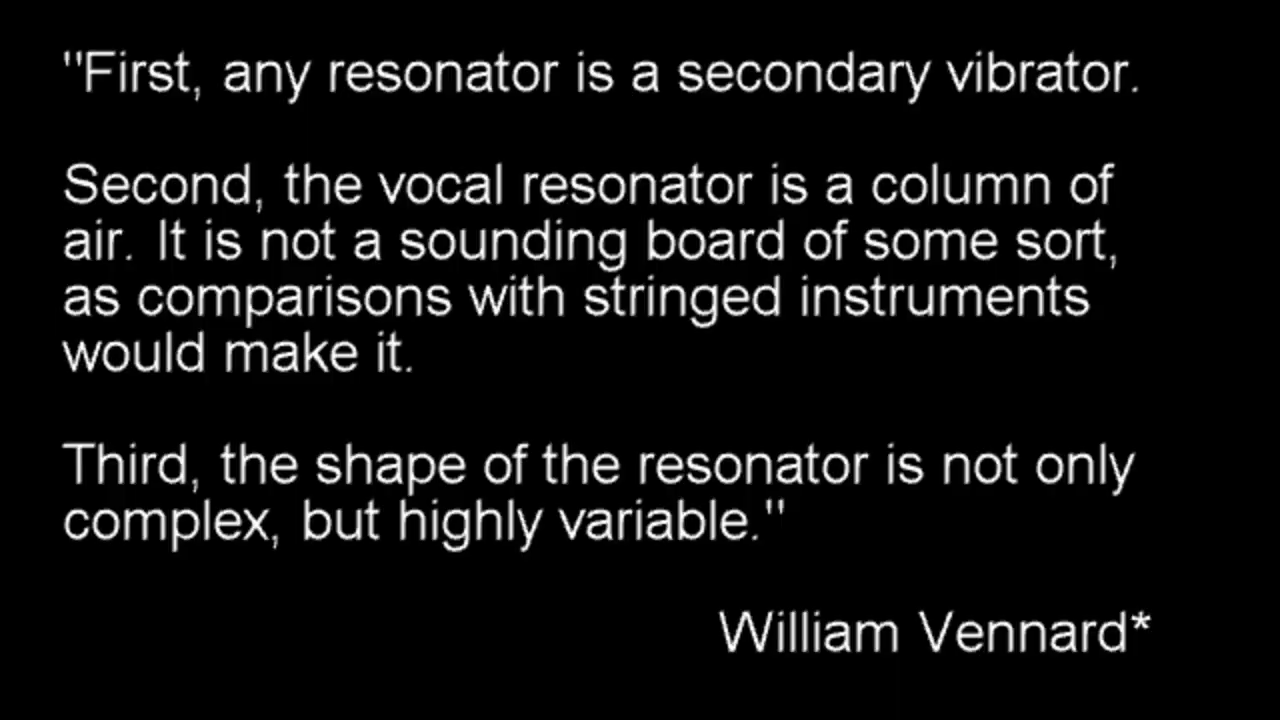 "First, any resonator is a secondary vibrator.
Second, the vocal resonator is a column of
air. It is not a sounding board of some sort,
as comparisons with stringed instruments
would make it.
Third, the shape of the resonator is not only
complex, but highly variable."
William Vennard*